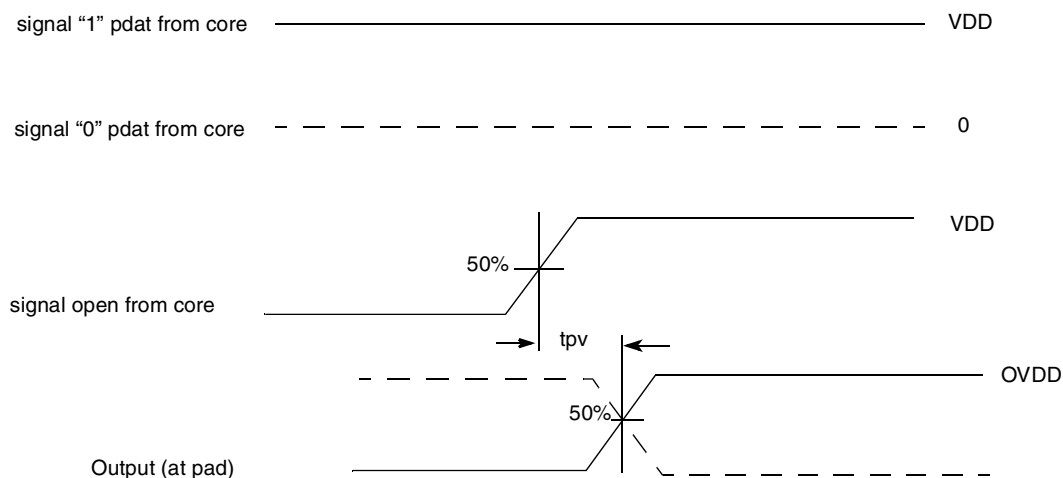 signal “1” pdat from core
VDD
signal “0” pdat from core
0
VDD
50%
signal open from core
tpv
OVDD
50%
Output (at pad)